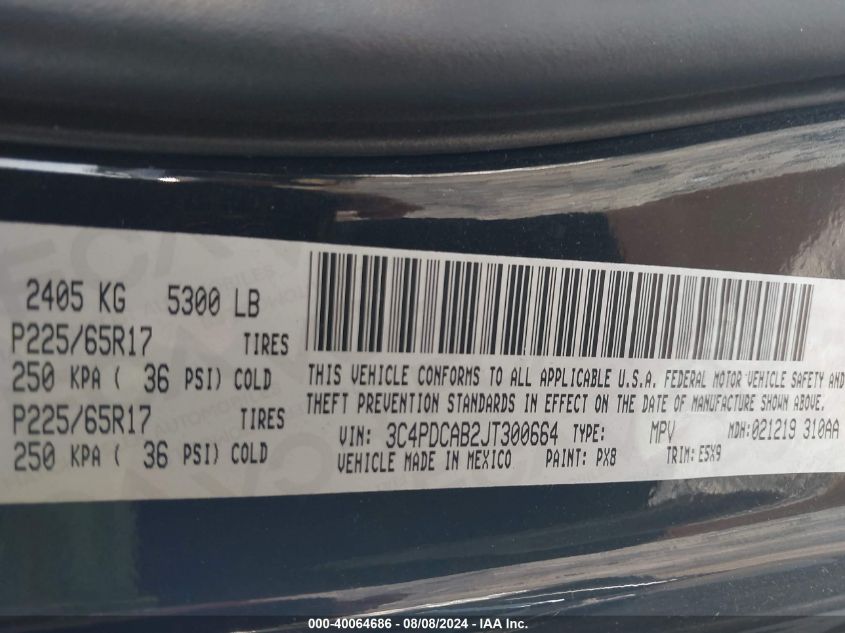 2405 KG 5300 LB
P225/65R17 TIRES
250 KPA ( 36 PSI) COLD
P225/65R17 TIRES
250 KPA ( 36 PSI) COLD
THIS VEHICLE CONFORMS TO ALL APPLICABLE U.S.A. FEDERAL MOTOR VEHICLE SAFETY AND
THEFT PREVENTION STANDARDS IN EFFECT ON THE DATE OF MANUFACTURE SHOWN ABOVE.
VIN: 3C4PDCAB2JT300664 TYPE: MPV MDH:021219 310AA
VEHICLE MADE IN MEXICO PAINT: PX8 TRIM: E5X9
000-40064686 - 08/08/2024 - IAA Inc.